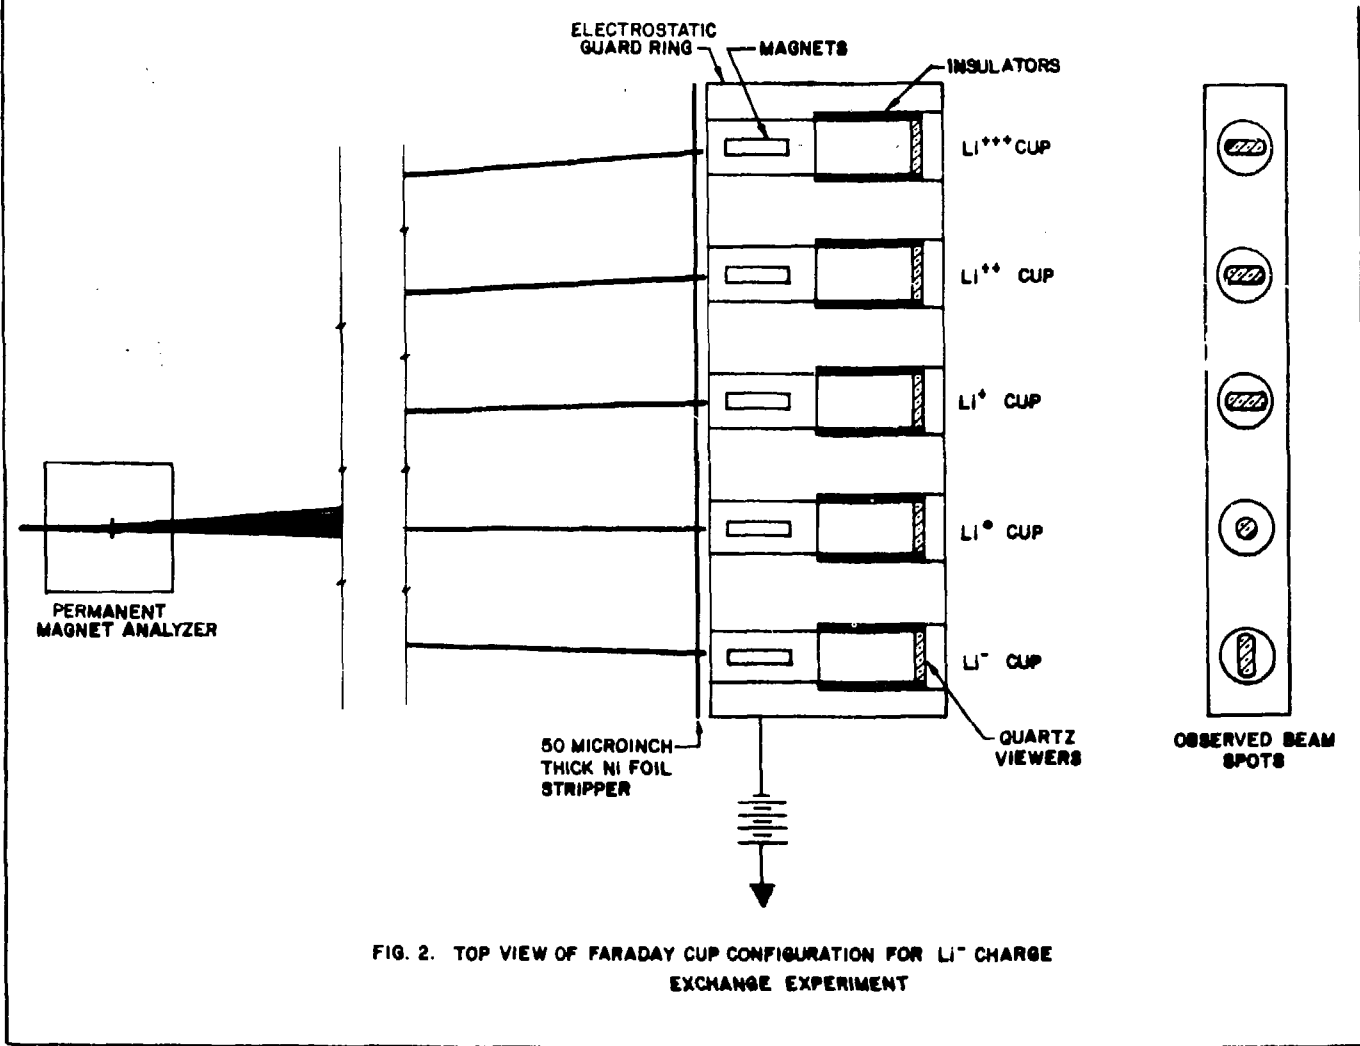 ELECTROSTATIC
GUARD RING
MAGNETS
INSULATORS
Li+++ CUP
Li++ CUP
Li+ CUP
Li° CUP
Li- CUP
PERMANENT
MAGNET ANALYZER
50 MICROINCH
THICK NI FOIL
STRIPPER
QUARTZ
VIEWERS
OBSERVED BEAM
SPOTS
FIG. 2. TOP VIEW OF FARADAY CUP CONFIGURATION FOR Li- CHARGE
EXCHANGE EXPERIMENT